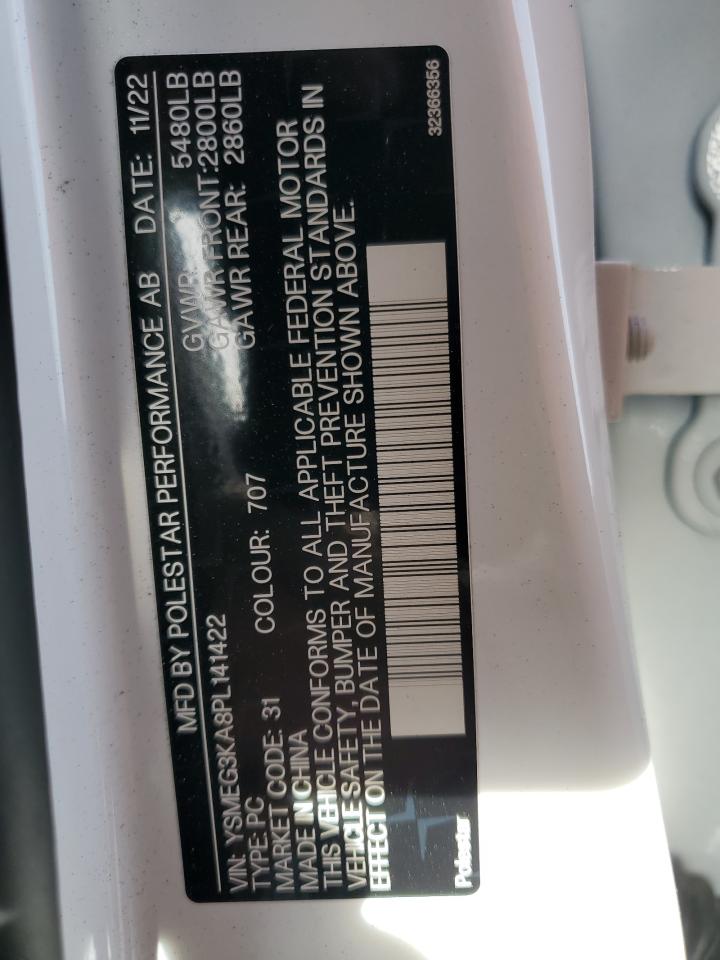 MFD BY POLESTAR PERFORMANCE AB DATE: 11/22
VIN: YSMEG3KA8PL141422 GVWR: 5480LB
TYPE: PC GAWR FRONT:2800LB
MARKET CODE: 31 COLOUR: 707 GAWR REAR: 2860LB
MADE IN CHINA
THIS VEHICLE CONFORMS TO ALL APPLICABLE FEDERAL MOTOR
VEHICLE SAFETY, BUMPER AND THEFT PREVENTION STANDARDS IN
EFFECT ON THE DATE OF MANUFACTURE SHOWN ABOVE.
Polestar
32366356